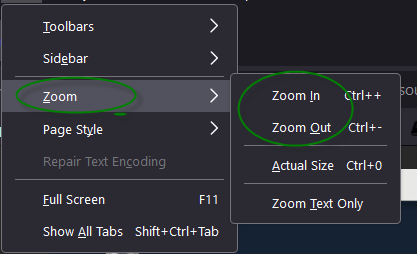 Toolbars
Sidebar
Zoom
Page Style
Repair Text Encoding
Full Screen F11
Show All Tabs Shift+Ctrl+Tab
Zoom In Ctrl++
Zoom Out Ctrl+-
Actual Size Ctrl+0
Zoom Text Only
sou